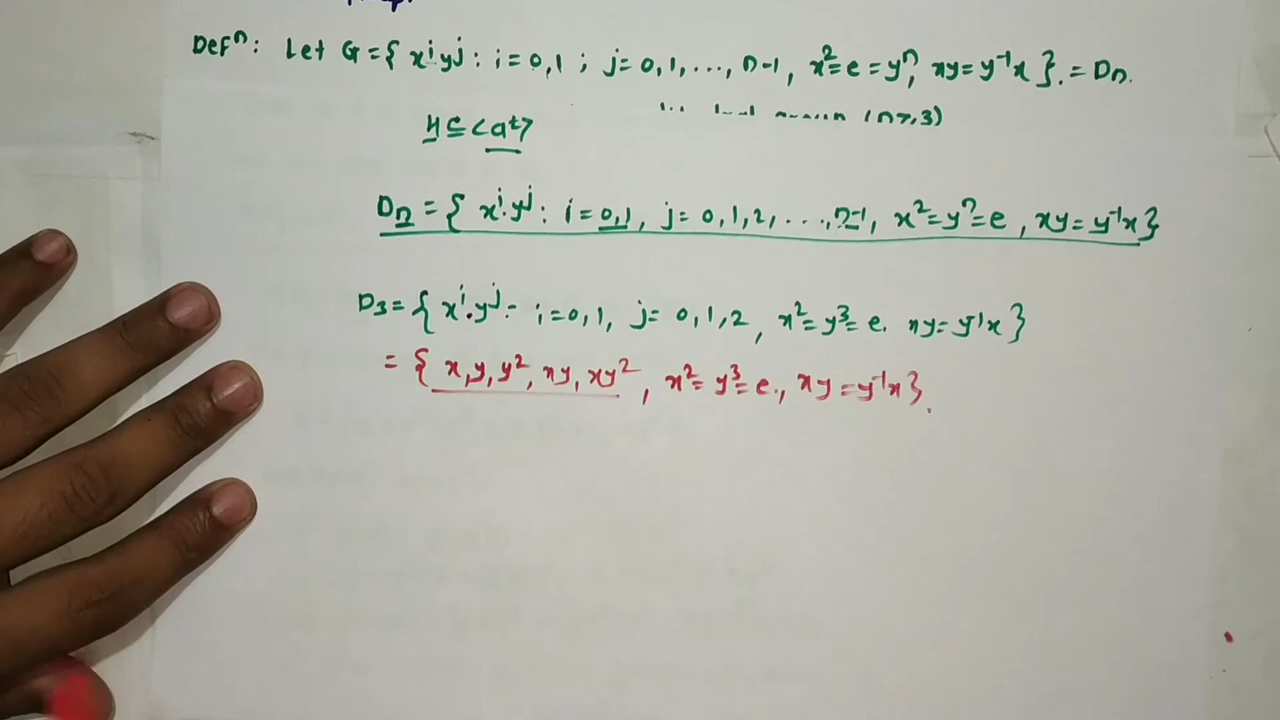 Defⁿ: Let G = { xⁱyʲ : i = 0,1 ; j = 0,1,..., n-1, x² = e = yⁿ, xy = y⁻¹x }. = Dₙ.
(n≥3)
H ⊆ <at>
Dₙ = { xⁱ.yʲ : i = 0,1, j = 0,1,2, ..., n-1, x² = yⁿ = e, xy = y⁻¹x }
D₃ = { xⁱ.yʲ : i = 0,1, j = 0,1,2, x² = y³ = e. xy = y⁻¹x }
= { x, y, y², xy, xy², x² = y³ = e., xy = y⁻¹x }.